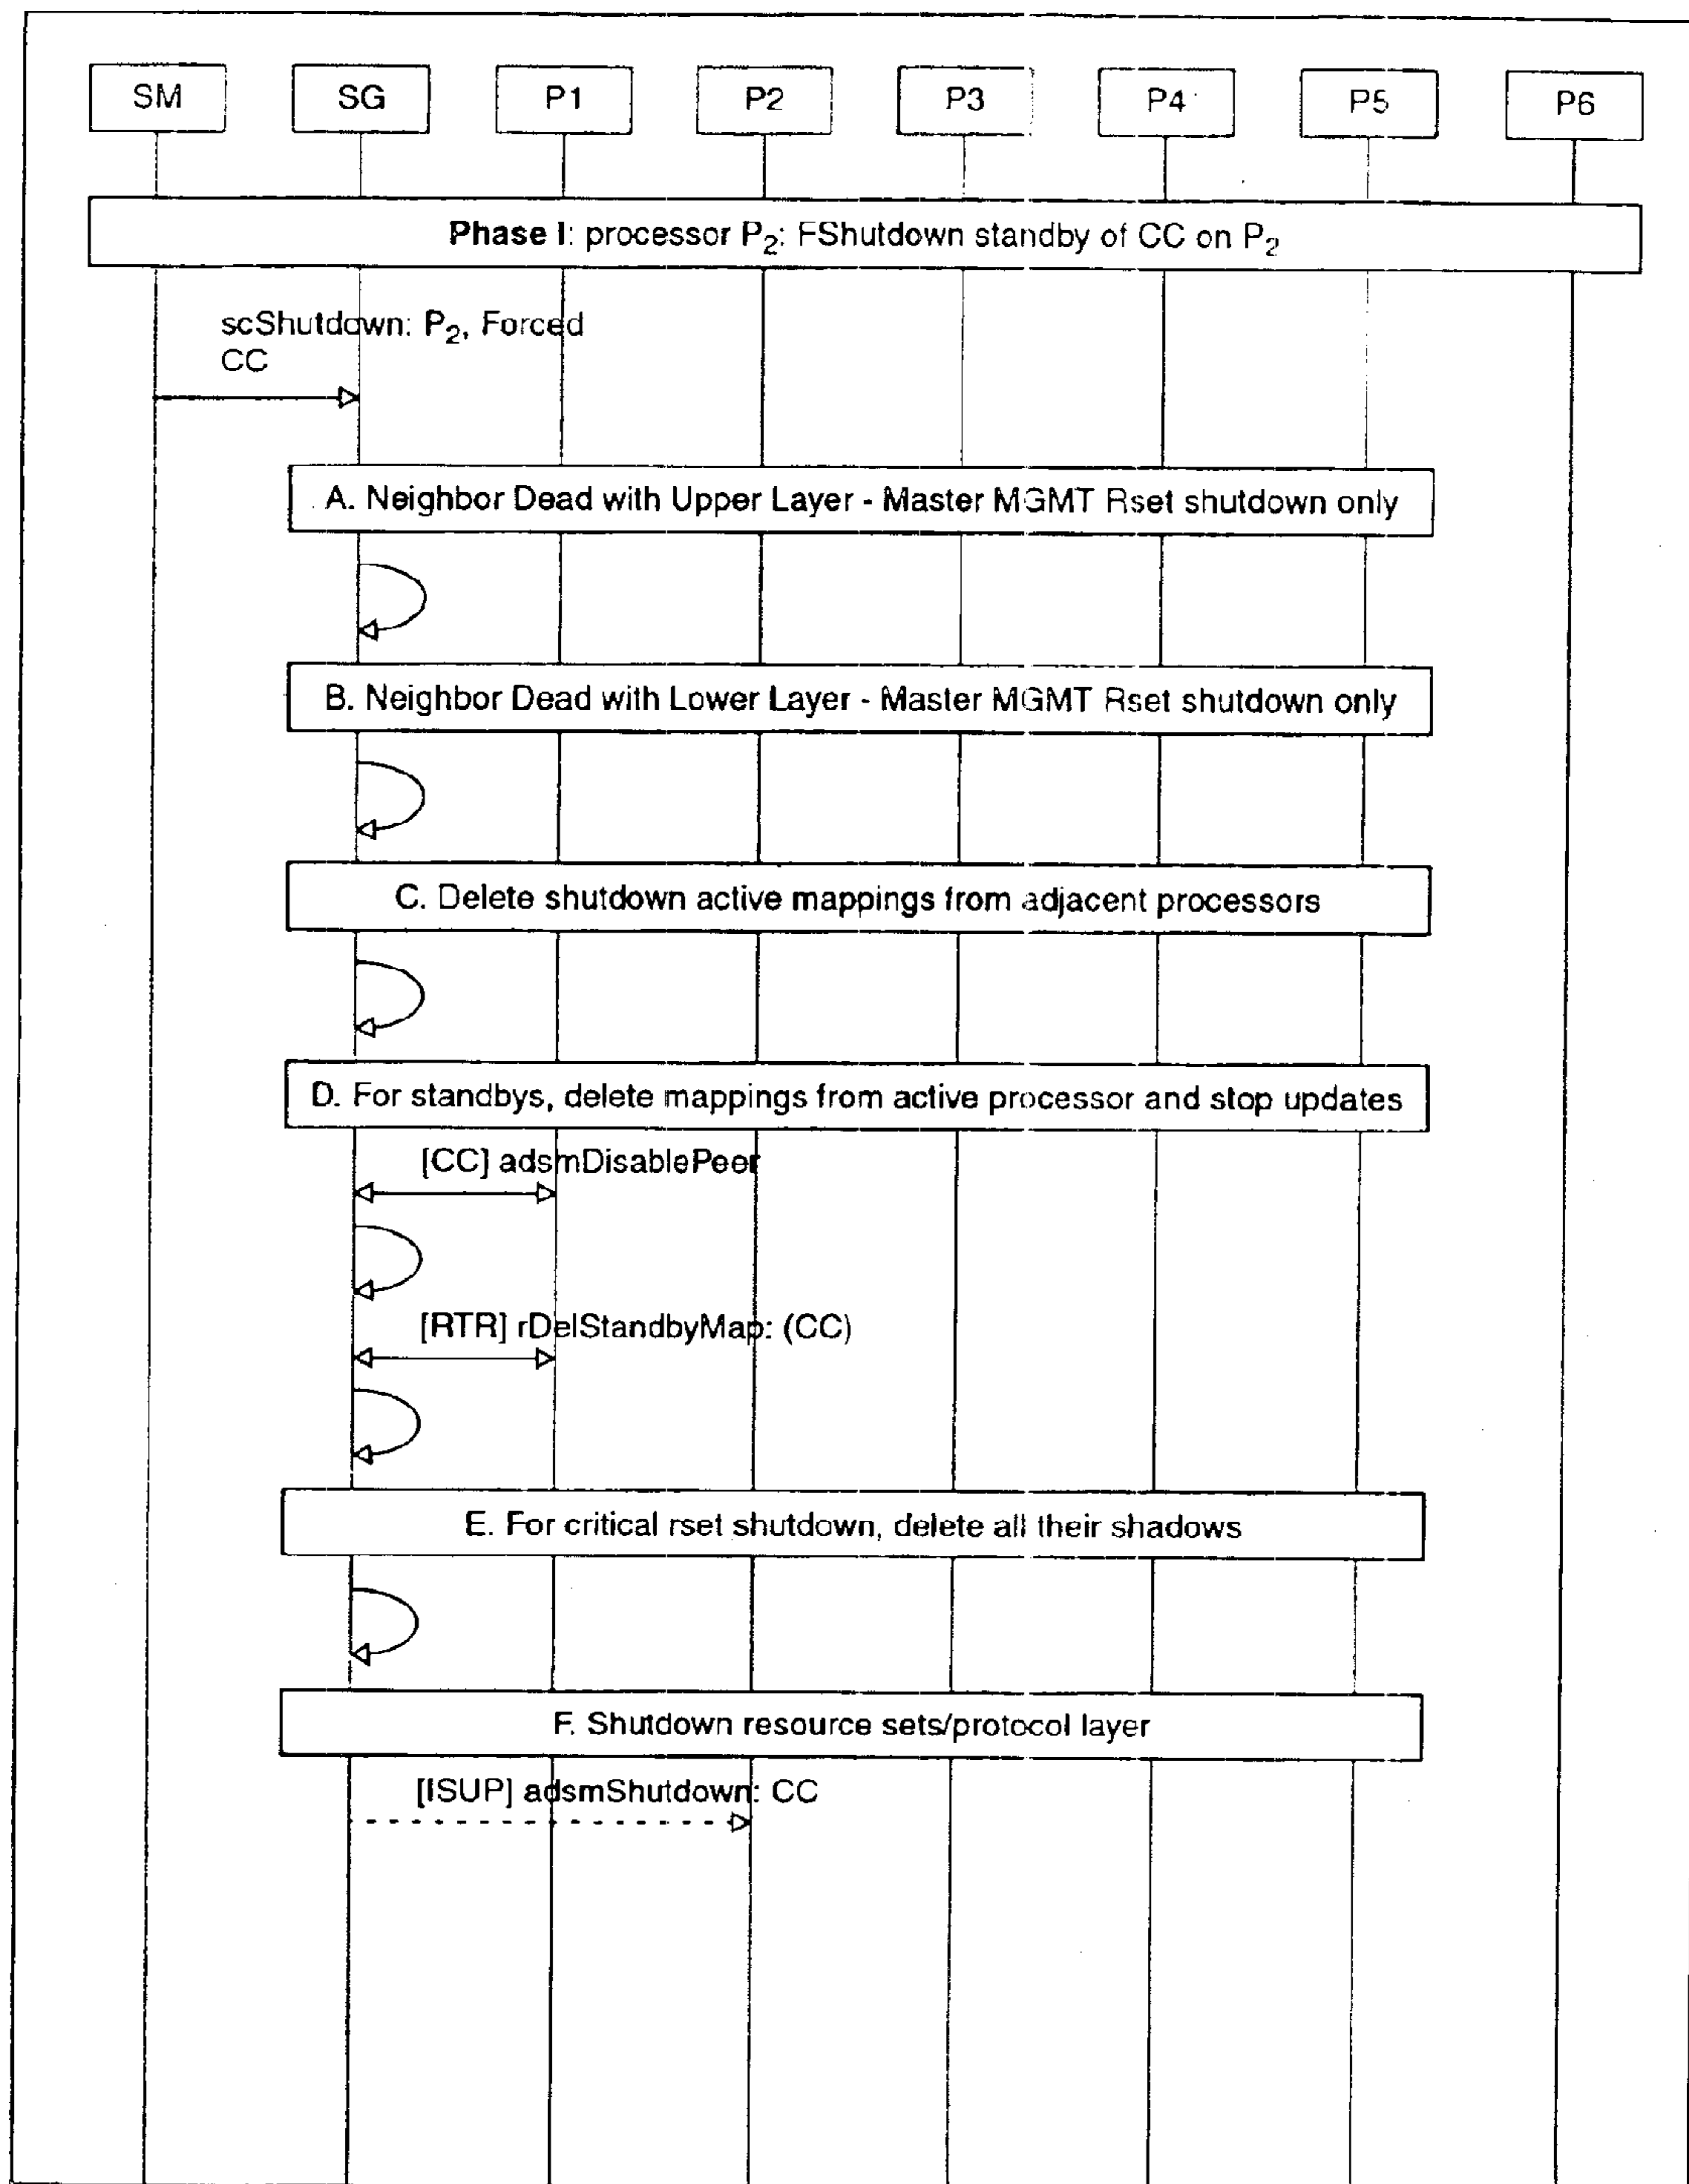 SM SG P1 P2 P3 P4 P5 P6
Phase I: processor P₂: FShutdown standby of CC on P₂
scShutdown: P₂, Forced
CC
A. Neighbor Dead with Upper Layer - Master MGMT Rset shutdown only
B. Neighbor Dead with Lower Layer - Master MGMT Rset shutdown only
C. Delete shutdown active mappings from adjacent processors
D. For standbys, delete mappings from active processor and stop updates
[CC] adsmDisablePeer
[RTR] rDelStandbyMap: (CC)
E. For critical rset shutdown, delete all their shadows
F. Shutdown resource sets/protocol layer
[ISUP] adsmShutdown: CC